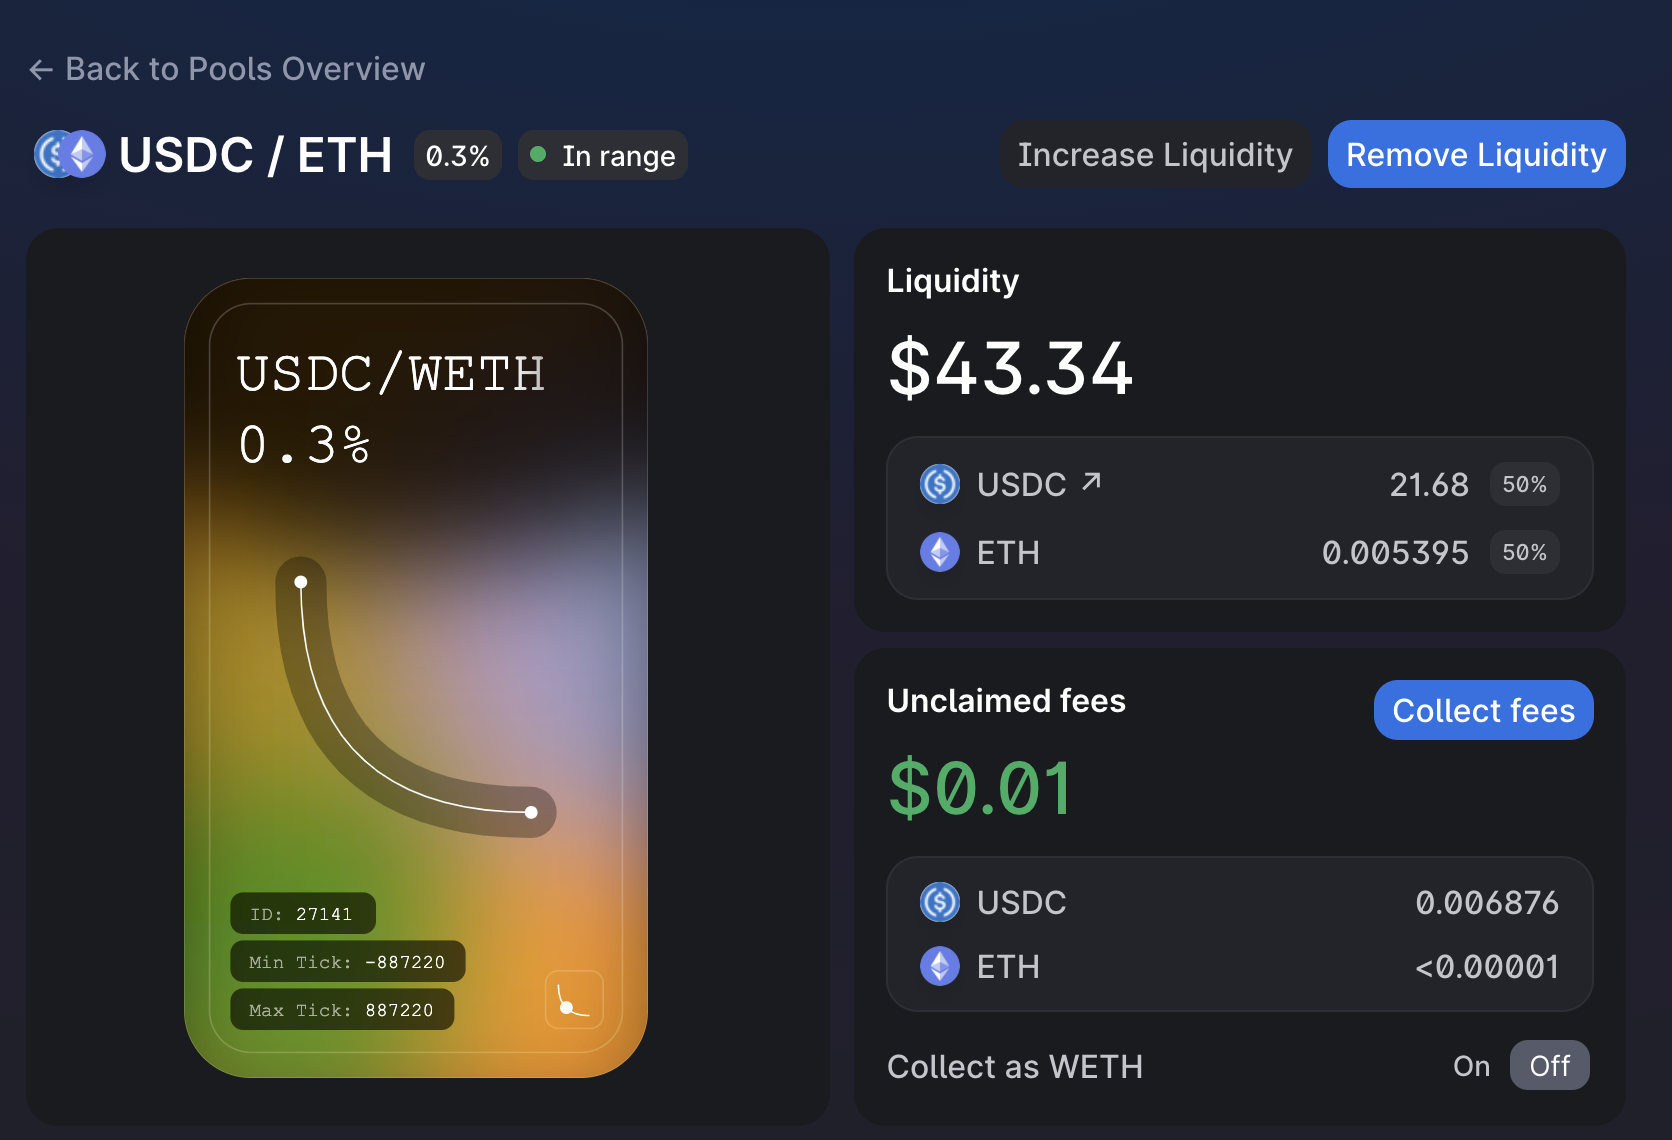 ← Back to Pools Overview
USDC / ETH 0.3% In range Increase Liquidity Remove Liquidity
USDC/WETH
0.3%
ID: 27141
Min Tick: -887220
Max Tick: 887220
Liquidity
$43.34
USDC ↗ 21.68 50%
ETH 0.005395 50%
Unclaimed fees Collect fees
$0.01
USDC 0.006876
ETH <0.00001
Collect as WETH On Off